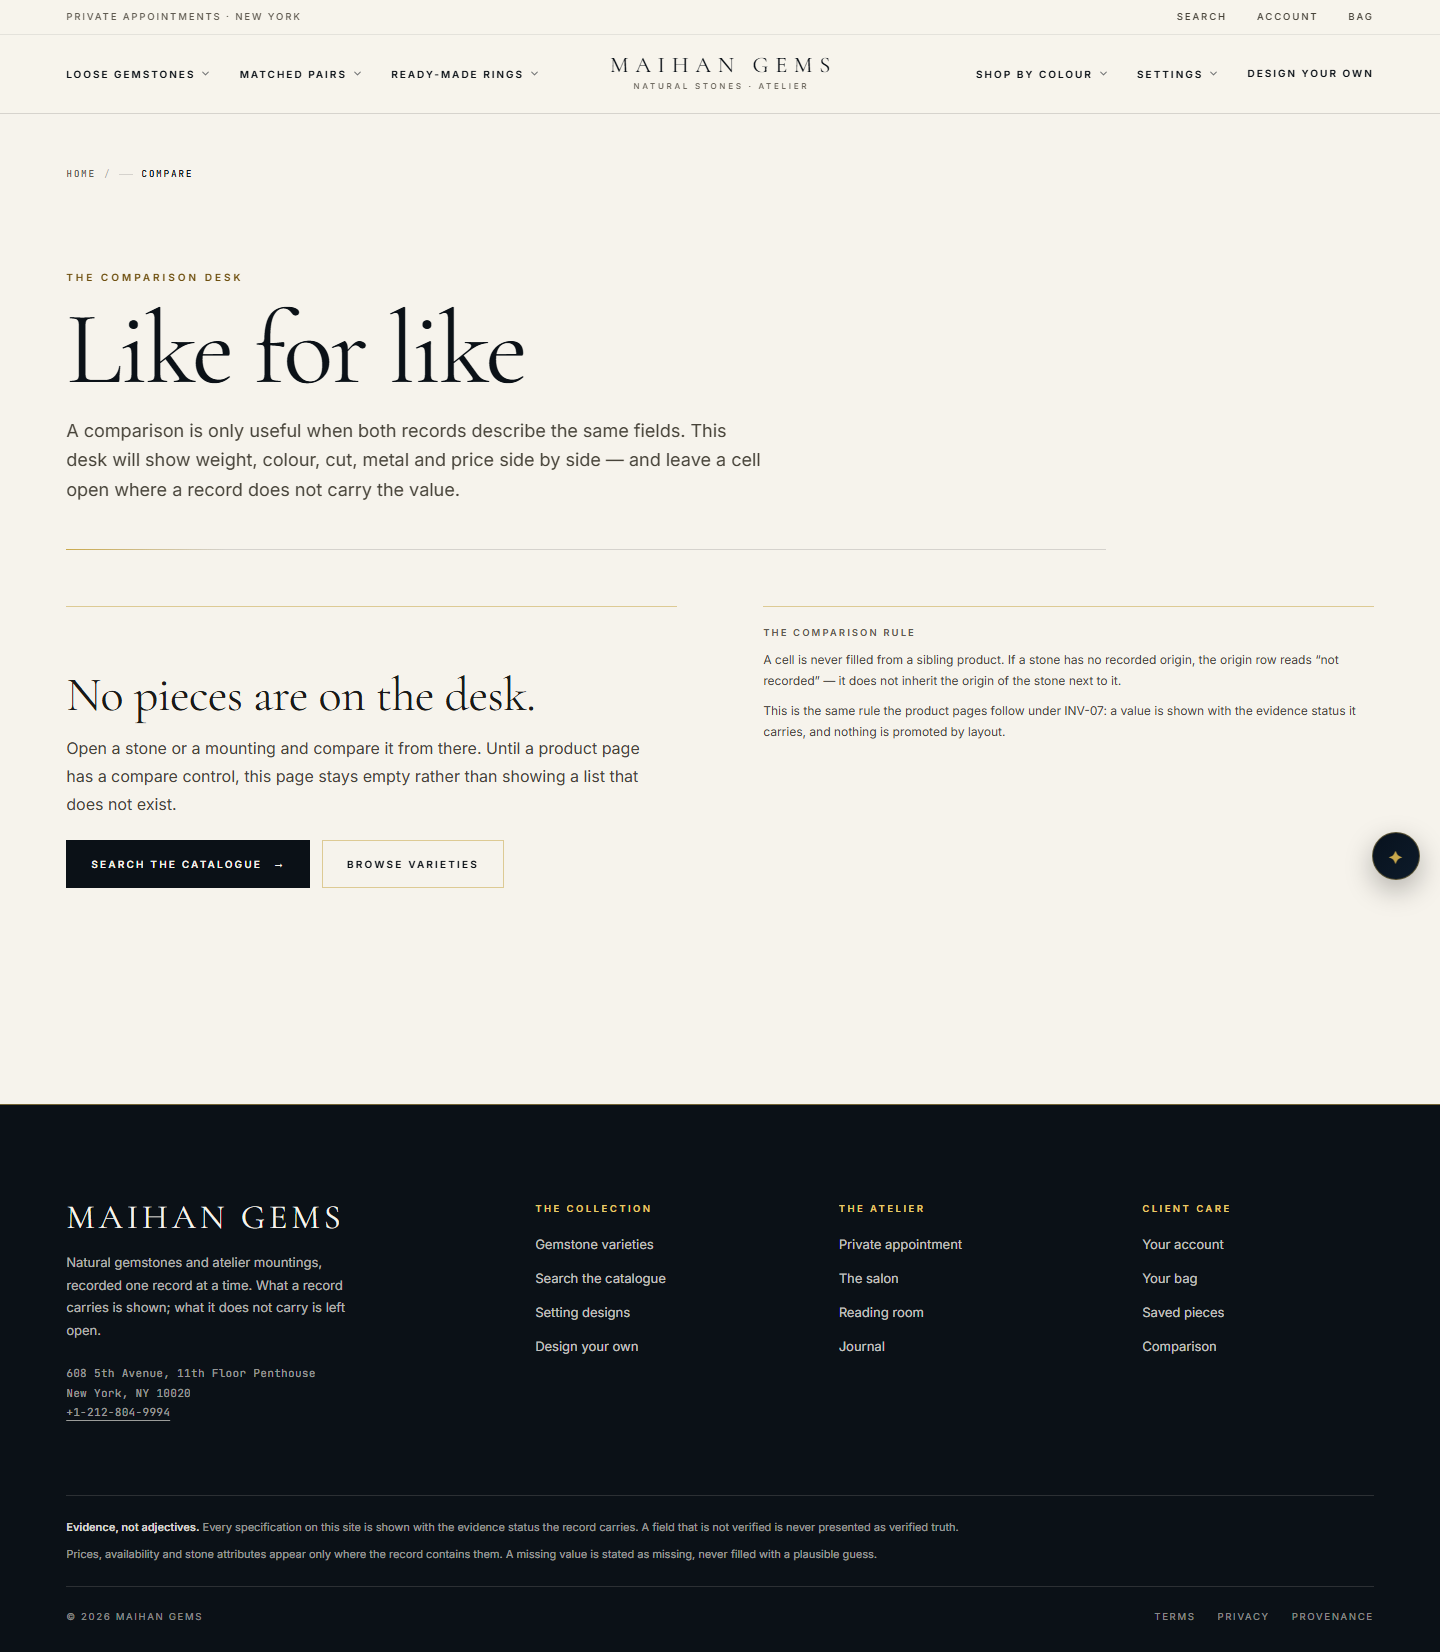 PRIVATE APPOINTMENTS · NEW YORK
SEARCH ACCOUNT BAG
LOOSE GEMSTONES MATCHED PAIRS READY-MADE RINGS
MAIHAN GEMS
NATURAL STONES · ATELIER
SHOP BY COLOUR SETTINGS DESIGN YOUR OWN
HOME / — COMPARE
THE COMPARISON DESK
Like for like
A comparison is only useful when both records describe the same fields. This
desk will show weight, colour, cut, metal and price side by side — and leave a cell
open where a record does not carry the value.
No pieces are on the desk.
Open a stone or a mounting and compare it from there. Until a product page
has a compare control, this page stays empty rather than showing a list that
does not exist.
SEARCH THE CATALOGUE →
BROWSE VARIETIES
THE COMPARISON RULE
A cell is never filled from a sibling product. If a stone has no recorded origin, the origin row reads “not
recorded” — it does not inherit the origin of the stone next to it.
This is the same rule the product pages follow under INV-07: a value is shown with the evidence status it
carries, and nothing is promoted by layout.
MAIHAN GEMS
Natural gemstones and atelier mountings,
recorded one record at a time. What a record
carries is shown; what it does not carry is left
open.
608 5th Avenue, 11th Floor Penthouse
New York, NY 10020
+1-212-804-9994
THE COLLECTION
Gemstone varieties
Search the catalogue
Setting designs
Design your own
THE ATELIER
Private appointment
The salon
Reading room
Journal
CLIENT CARE
Your account
Your bag
Saved pieces
Comparison
Evidence, not adjectives. Every specification on this site is shown with the evidence status the record carries. A field that is not verified is never presented as verified truth.
Prices, availability and stone attributes appear only where the record contains them. A missing value is stated as missing, never filled with a plausible guess.
© 2026 MAIHAN GEMS
TERMS PRIVACY PROVENANCE